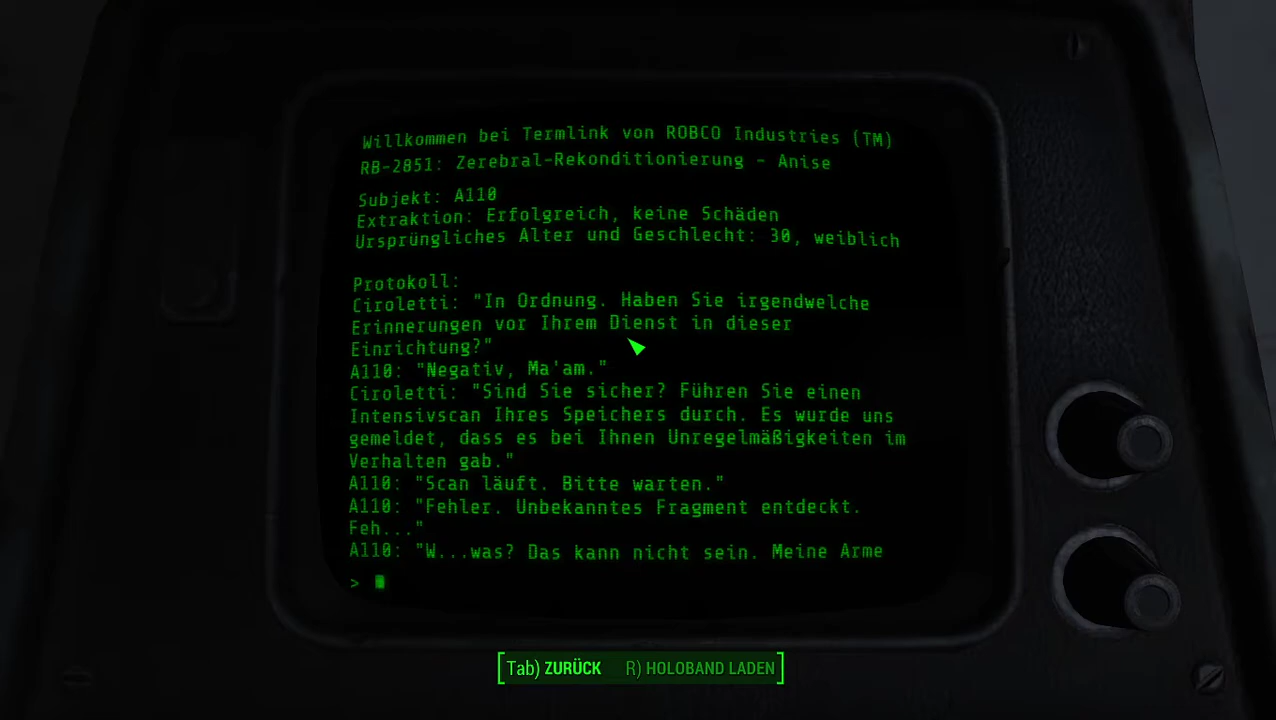 Willkommen bei Termlink von ROBCO Industries (TM)
RB-2851: Zerebral-Rekonditionierung - Anise
Subjekt: A110
Extraktion: Erfolgreich, keine Schäden
Ursprüngliches Alter und Geschlecht: 30, weiblich
Protokoll:
Ciroletti: "In Ordnung. Haben Sie irgendwelche
Erinnerungen vor Ihrem Dienst in dieser
Einrichtung?"
A110: "Negativ, Ma'am."
Ciroletti: "Sind Sie sicher? Führen Sie einen
Intensivscan Ihres Speichers durch. Es wurde uns
gemeldet, dass es bei Ihnen Unregelmäßigkeiten im
Verhalten gab."
A110: "Scan läuft. Bitte warten."
A110: "Fehler. Unbekanntes Fragment entdeckt.
Feh..."
A110: "W...was? Das kann nicht sein. Meine Arme
>
Tab) ZURÜCK R) HOLOBAND LADEN